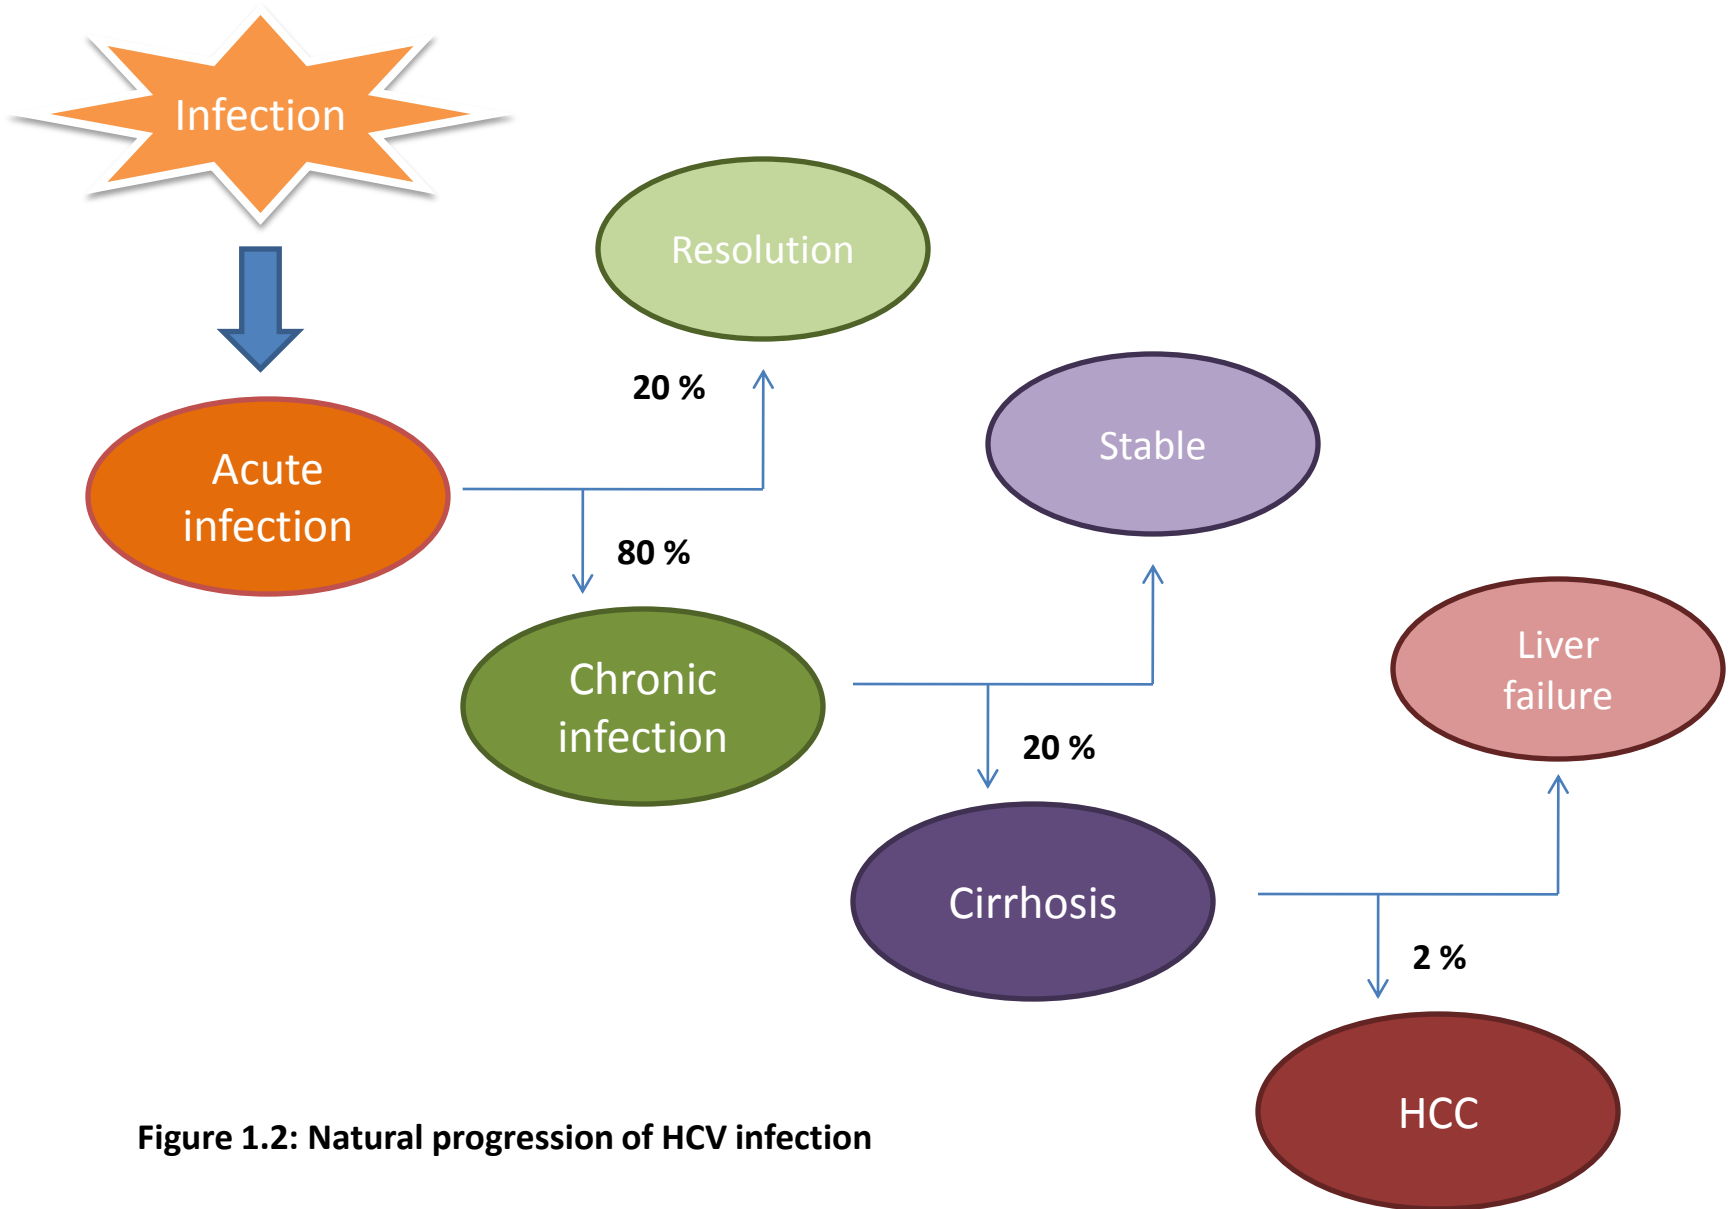 Infection
Resolution
20 %
Acute
infection
Stable
80 %
Chronic
infection
Liver
failure
20 %
Cirrhosis
2 %
HCC
Figure 1.2: Natural progression of HCV infection